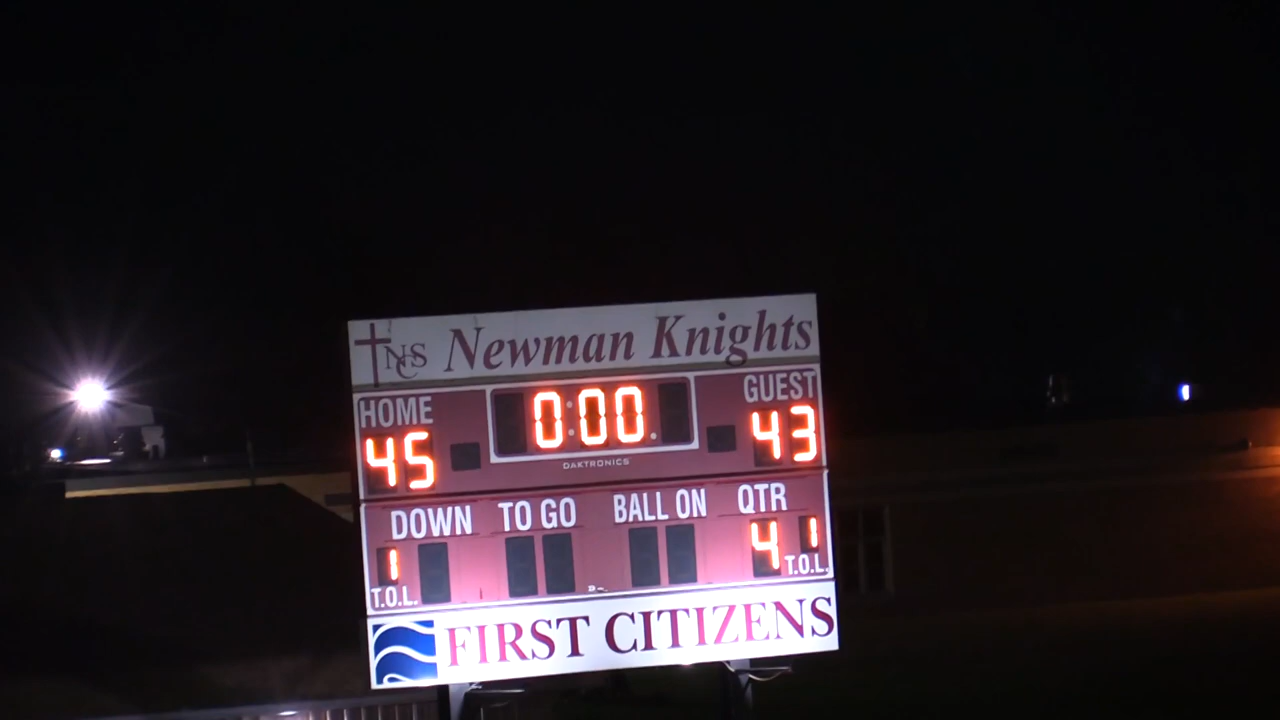 NCS Newman Knights
HOME 0:00. GUEST
45 43
DAKTRONICS
DOWN TO GO BALL ON QTR
1 4 1
T.O.L. T.O.L.
FIRST CITIZENS